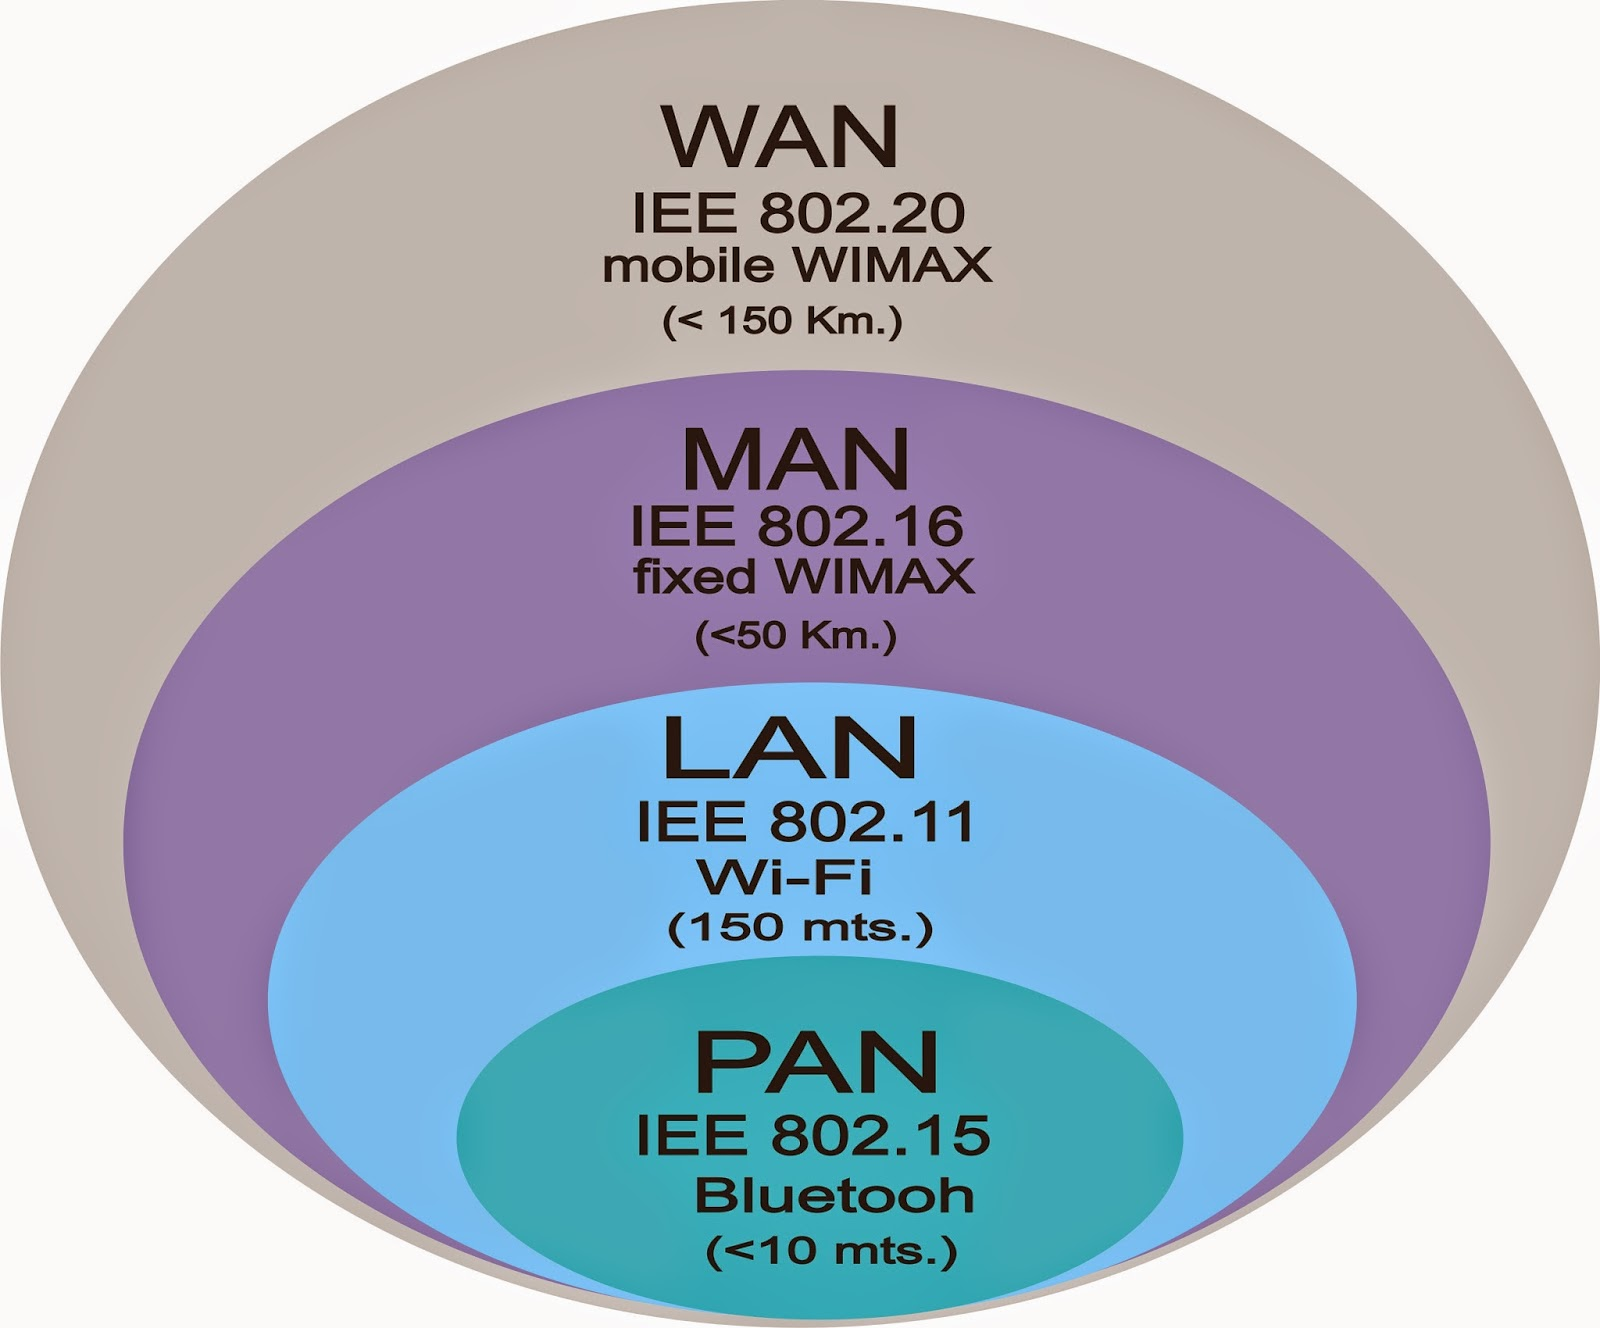 WAN
IEE 802.20
mobile WIMAX
(< 150 Km.)
MAN
IEE 802.16
fixed WIMAX
(<50 Km.)
LAN
IEE 802.11
Wi-Fi
(150 mts.)
PAN
IEE 802.15
Bluetooh
(<10 mts.)